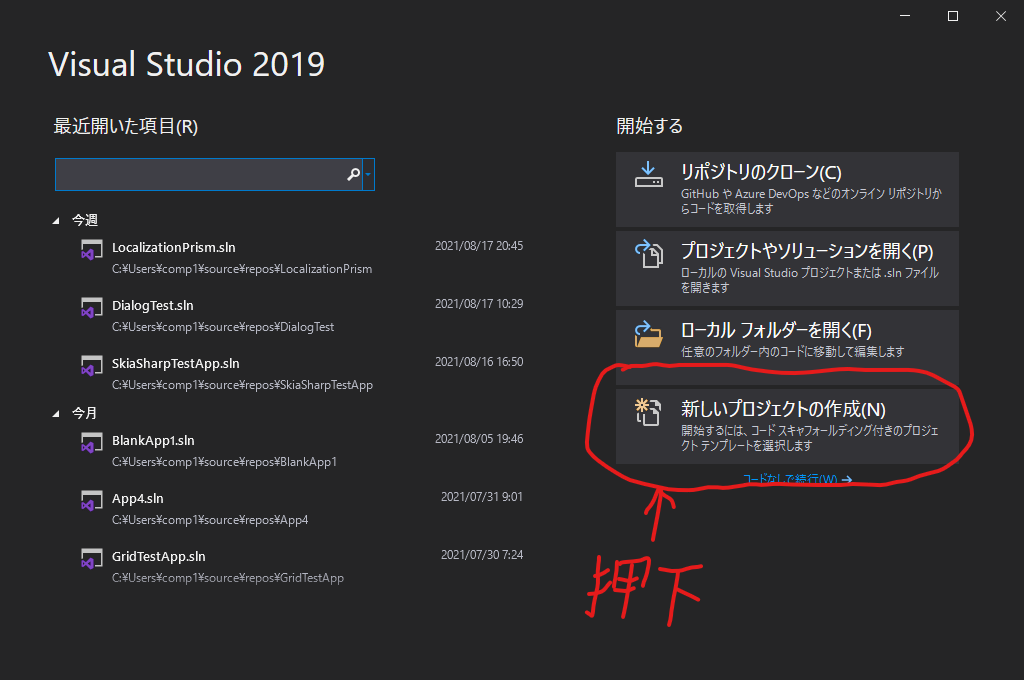 Visual Studio 2019
最近開いた項目(R)
今週
LocalizationPrism.sln
2021/08/17 20:45
C:¥Users¥comp1¥source¥repos¥LocalizationPrism
DialogTest.sln
2021/08/17 10:29
C:¥Users¥comp1¥source¥repos¥DialogTest
SkiaSharpTestApp.sln
2021/08/16 16:50
C:¥Users¥comp1¥source¥repos¥SkiaSharpTestApp
今月
BlankApp1.sln
2021/08/05 19:46
C:¥Users¥comp1¥source¥repos¥BlankApp1
App4.sln
2021/07/31 9:01
C:¥Users¥comp1¥source¥repos¥App4
GridTestApp.sln
2021/07/30 7:24
C:¥Users¥comp1¥source¥repos¥GridTestApp
開始する
リポジトリのクローン(C)
GitHub や Azure DevOps などのオンライン リポジトリか
らコードを取得します
プロジェクトやソリューションを開く(P)
ローカルの Visual Studio プロジェクトまたは .sln ファイル
を開きます
ローカル フォルダーを開く(F)
任意のフォルダー内のコードに移動して編集します
新しいプロジェクトの作成(N)
開始するには、コード スキャフォールディング付きのプロジェ
クト テンプレートを選択します
コードなしで続行(W) →
押下